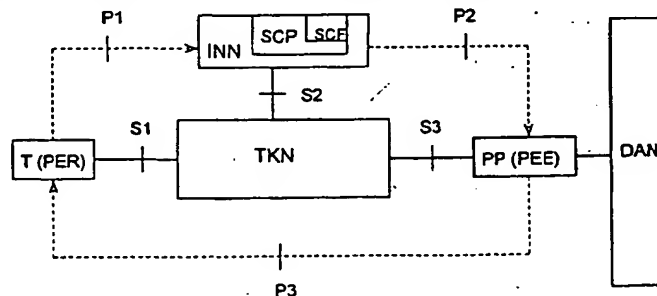 P1
SCP
SCF
INN
P2
S2
S1
S3
T (PER)
TKN
PP (PEE)
DAN
P3